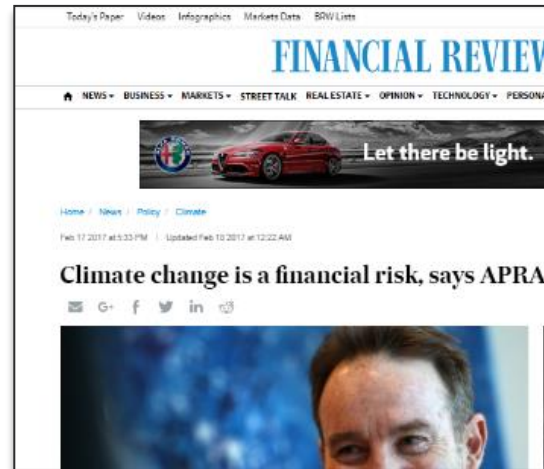 Today's Paper Videos Infographics Markets Data BRW Lists
FINANCIAL REVIEW
NEWS BUSINESS MARKETS STREET TALK REAL ESTATE OPINION TECHNOLOGY PERSONA
Let there be light.
Home / News / Policy / Climate
Feb 17 2017 at 5:33 PM | Updated Feb 18 2017 at 12:22 AM
Climate change is a financial risk, says APRA
G+ f in